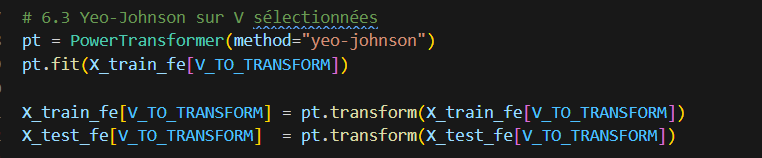 # 6.3 Yeo-Johnson sur V sélectionnées
pt = PowerTransformer(method="yeo-johnson")
pt.fit(X_train_fe[V_TO_TRANSFORM])
X_train_fe[V_TO_TRANSFORM] = pt.transform(X_train_fe[V_TO_TRANSFORM])
X_test_fe[V_TO_TRANSFORM]  = pt.transform(X_test_fe[V_TO_TRANSFORM])